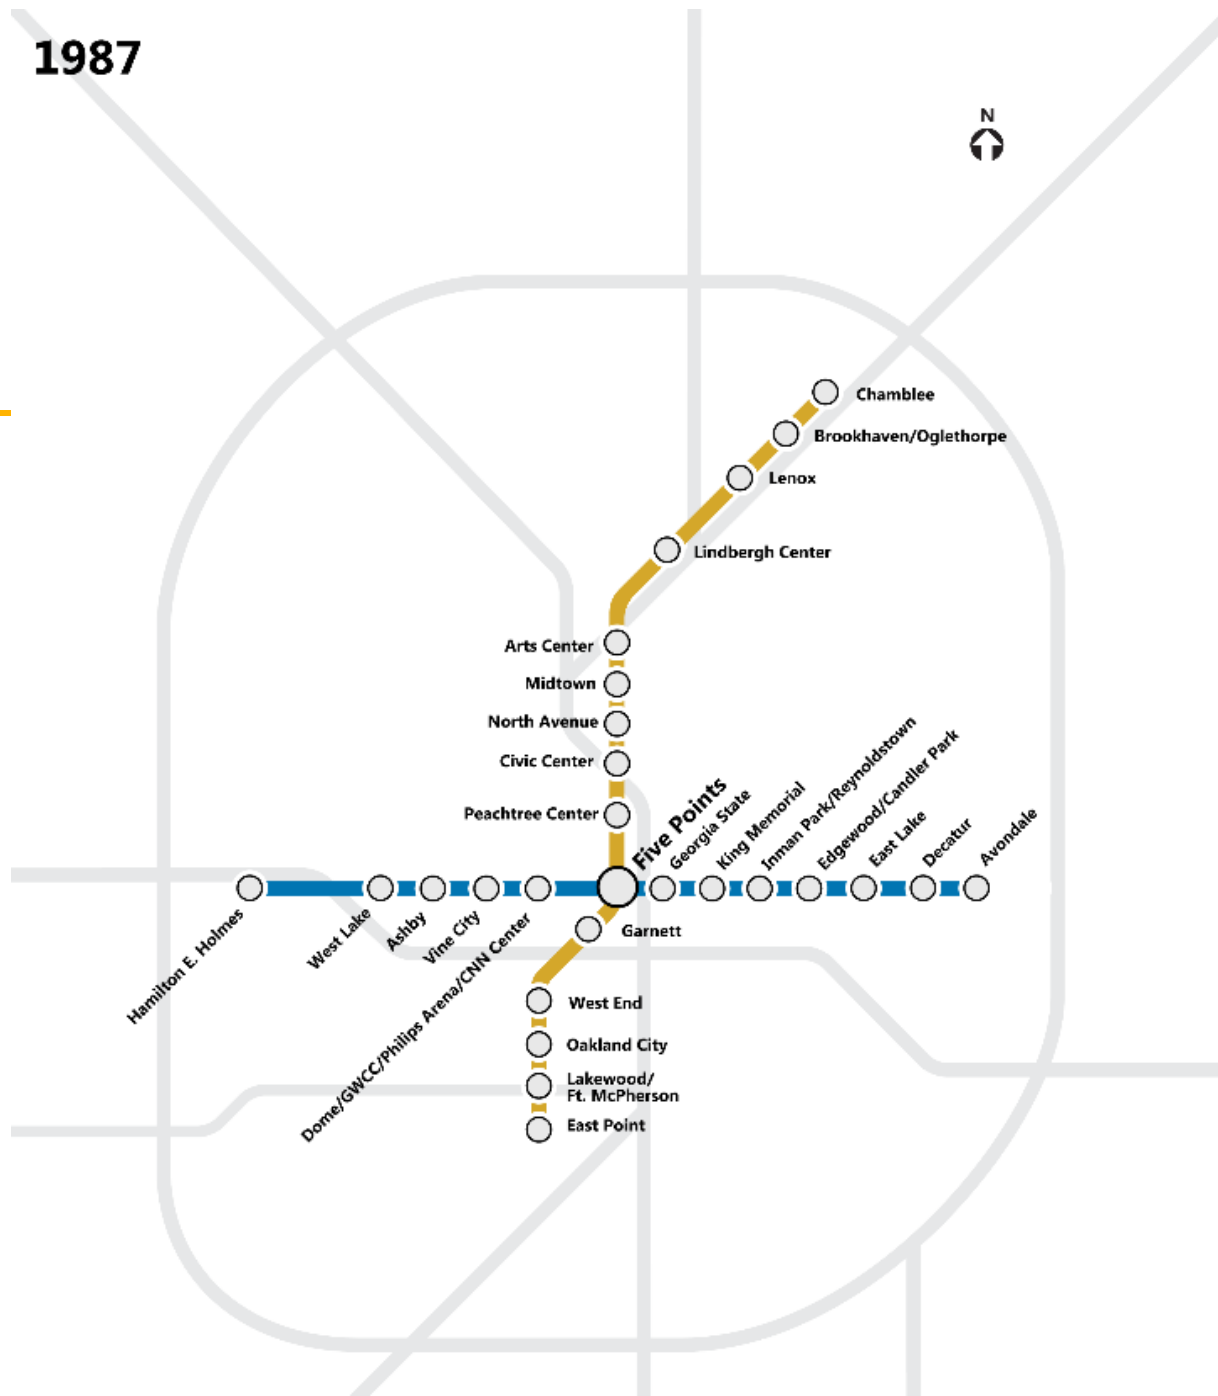 1987
N
Chamblee
Brookhaven/Oglethorpe
Lenox
Lindbergh Center
Arts Center
Midtown
North Avenue
Civic Center
Peachtree Center
Five Points
Georgia State
King Memorial
Inman Park/Reynoldstown
Edgewood/Candler Park
East Lake
Decatur
Avondale
Hamilton E. Holmes
West Lake
Ashby
Vine City
Dome/GWCC/Philips Arena/CNN Center
Garnett
West End
Oakland City
Lakewood/
Ft. McPherson
East Point